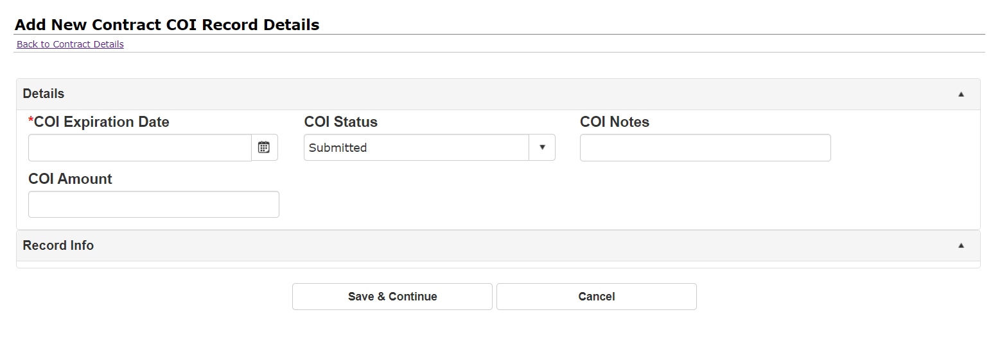 Add New Contract COI Record Details
Back to Contract Details
Details
*COI Expiration Date
COI Status
COI Notes
Submitted
COI Amount
Record Info
Save & Continue
Cancel